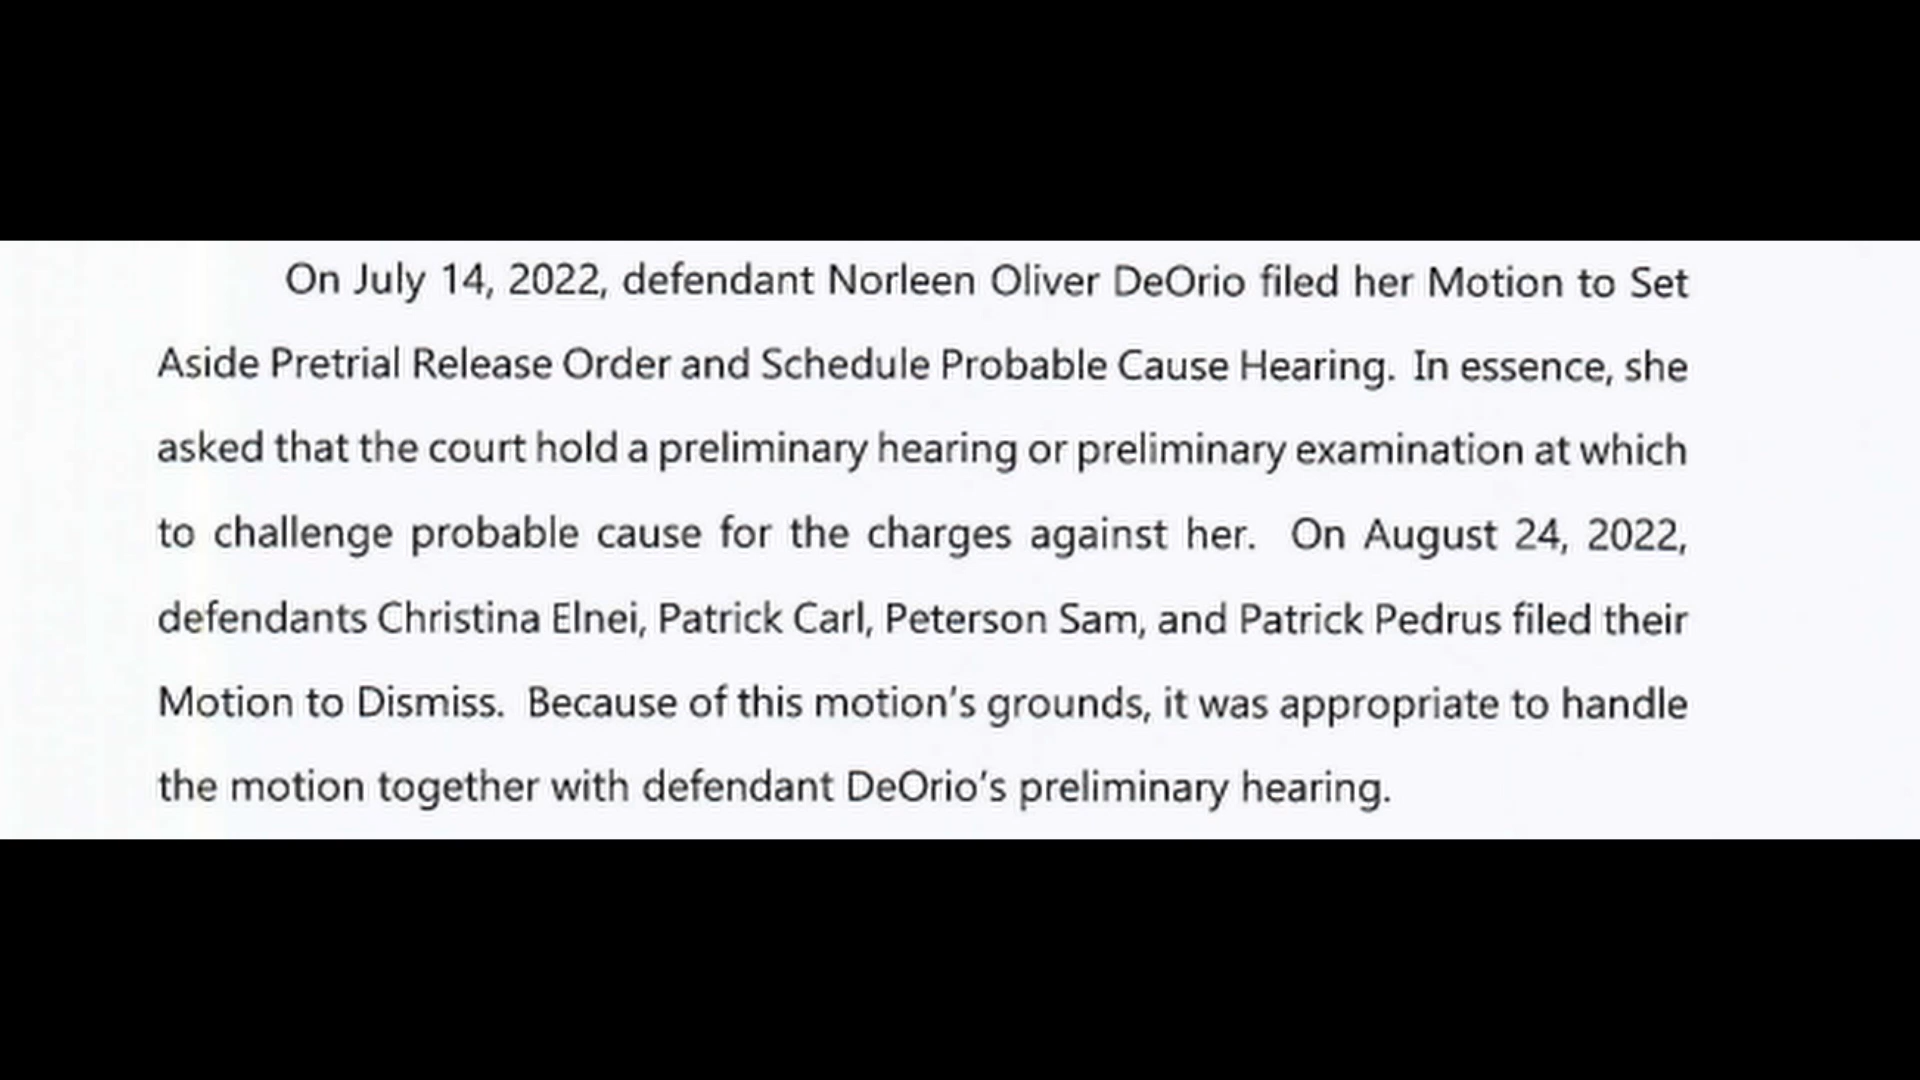 On July 14, 2022, defendant Norleen Oliver DeOrio filed her Motion to Set
Aside Pretrial Release Order and Schedule Probable Cause Hearing. In essence, she
asked that the court hold a preliminary hearing or preliminary examination at which
to challenge probable cause for the charges against her. On August 24, 2022,
defendants Christina Elnei, Patrick Carl, Peterson Sam, and Patrick Pedrus filed their
Motion to Dismiss. Because of this motion’s grounds, it was appropriate to handle
the motion together with defendant DeOrio’s preliminary hearing.